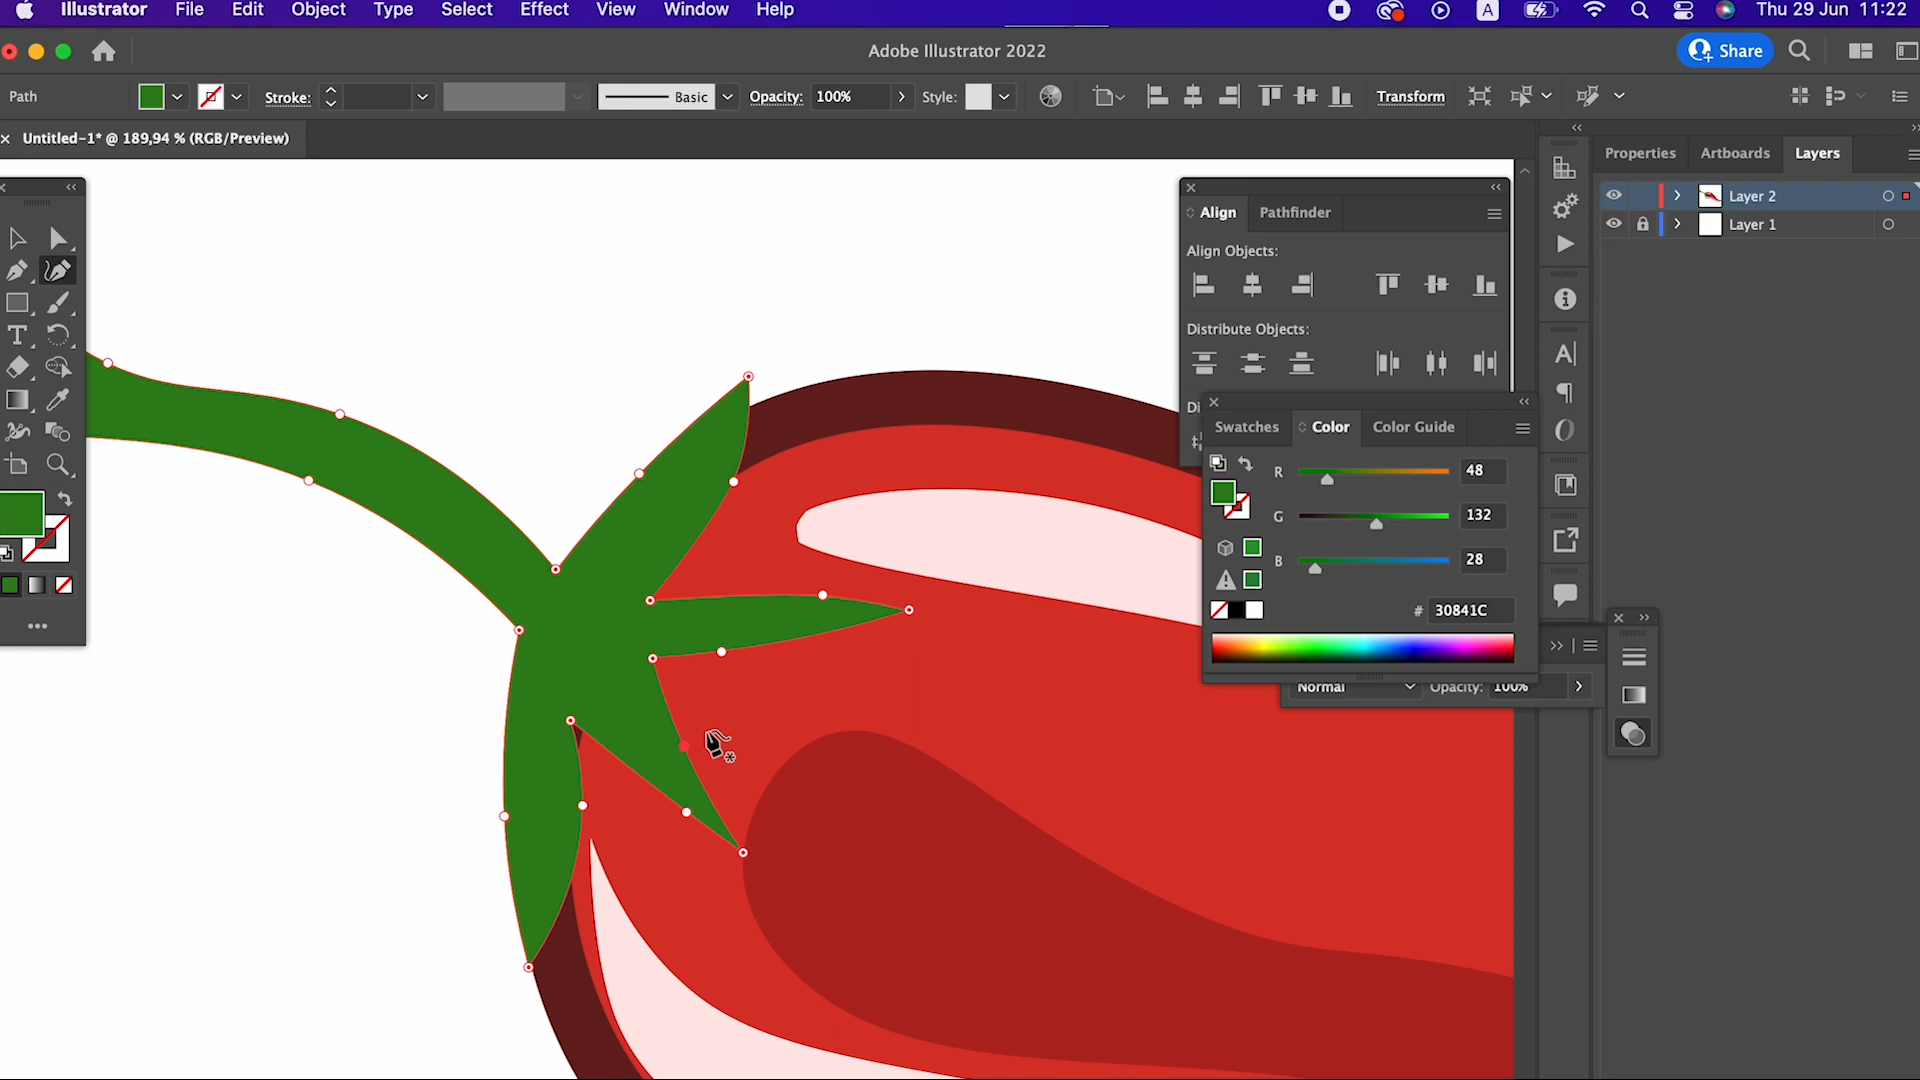 Illustrator File Edit Object Type Select Effect View Window Help A Thu 29 Jun 11:22
Adobe Illustrator 2022 Share
Path Stroke: Basic Opacity: 100% Style: Transform
Untitled-1* @ 189,94 % (RGB/Preview)
Properties Artboards Layers
Layer 2
Layer 1
Align Pathfinder
Align Objects:
Distribute Objects:
Di
Swatches Color Color Guide
R 48
G 132
B 28
# 30841C
Normal Opacity: 100%